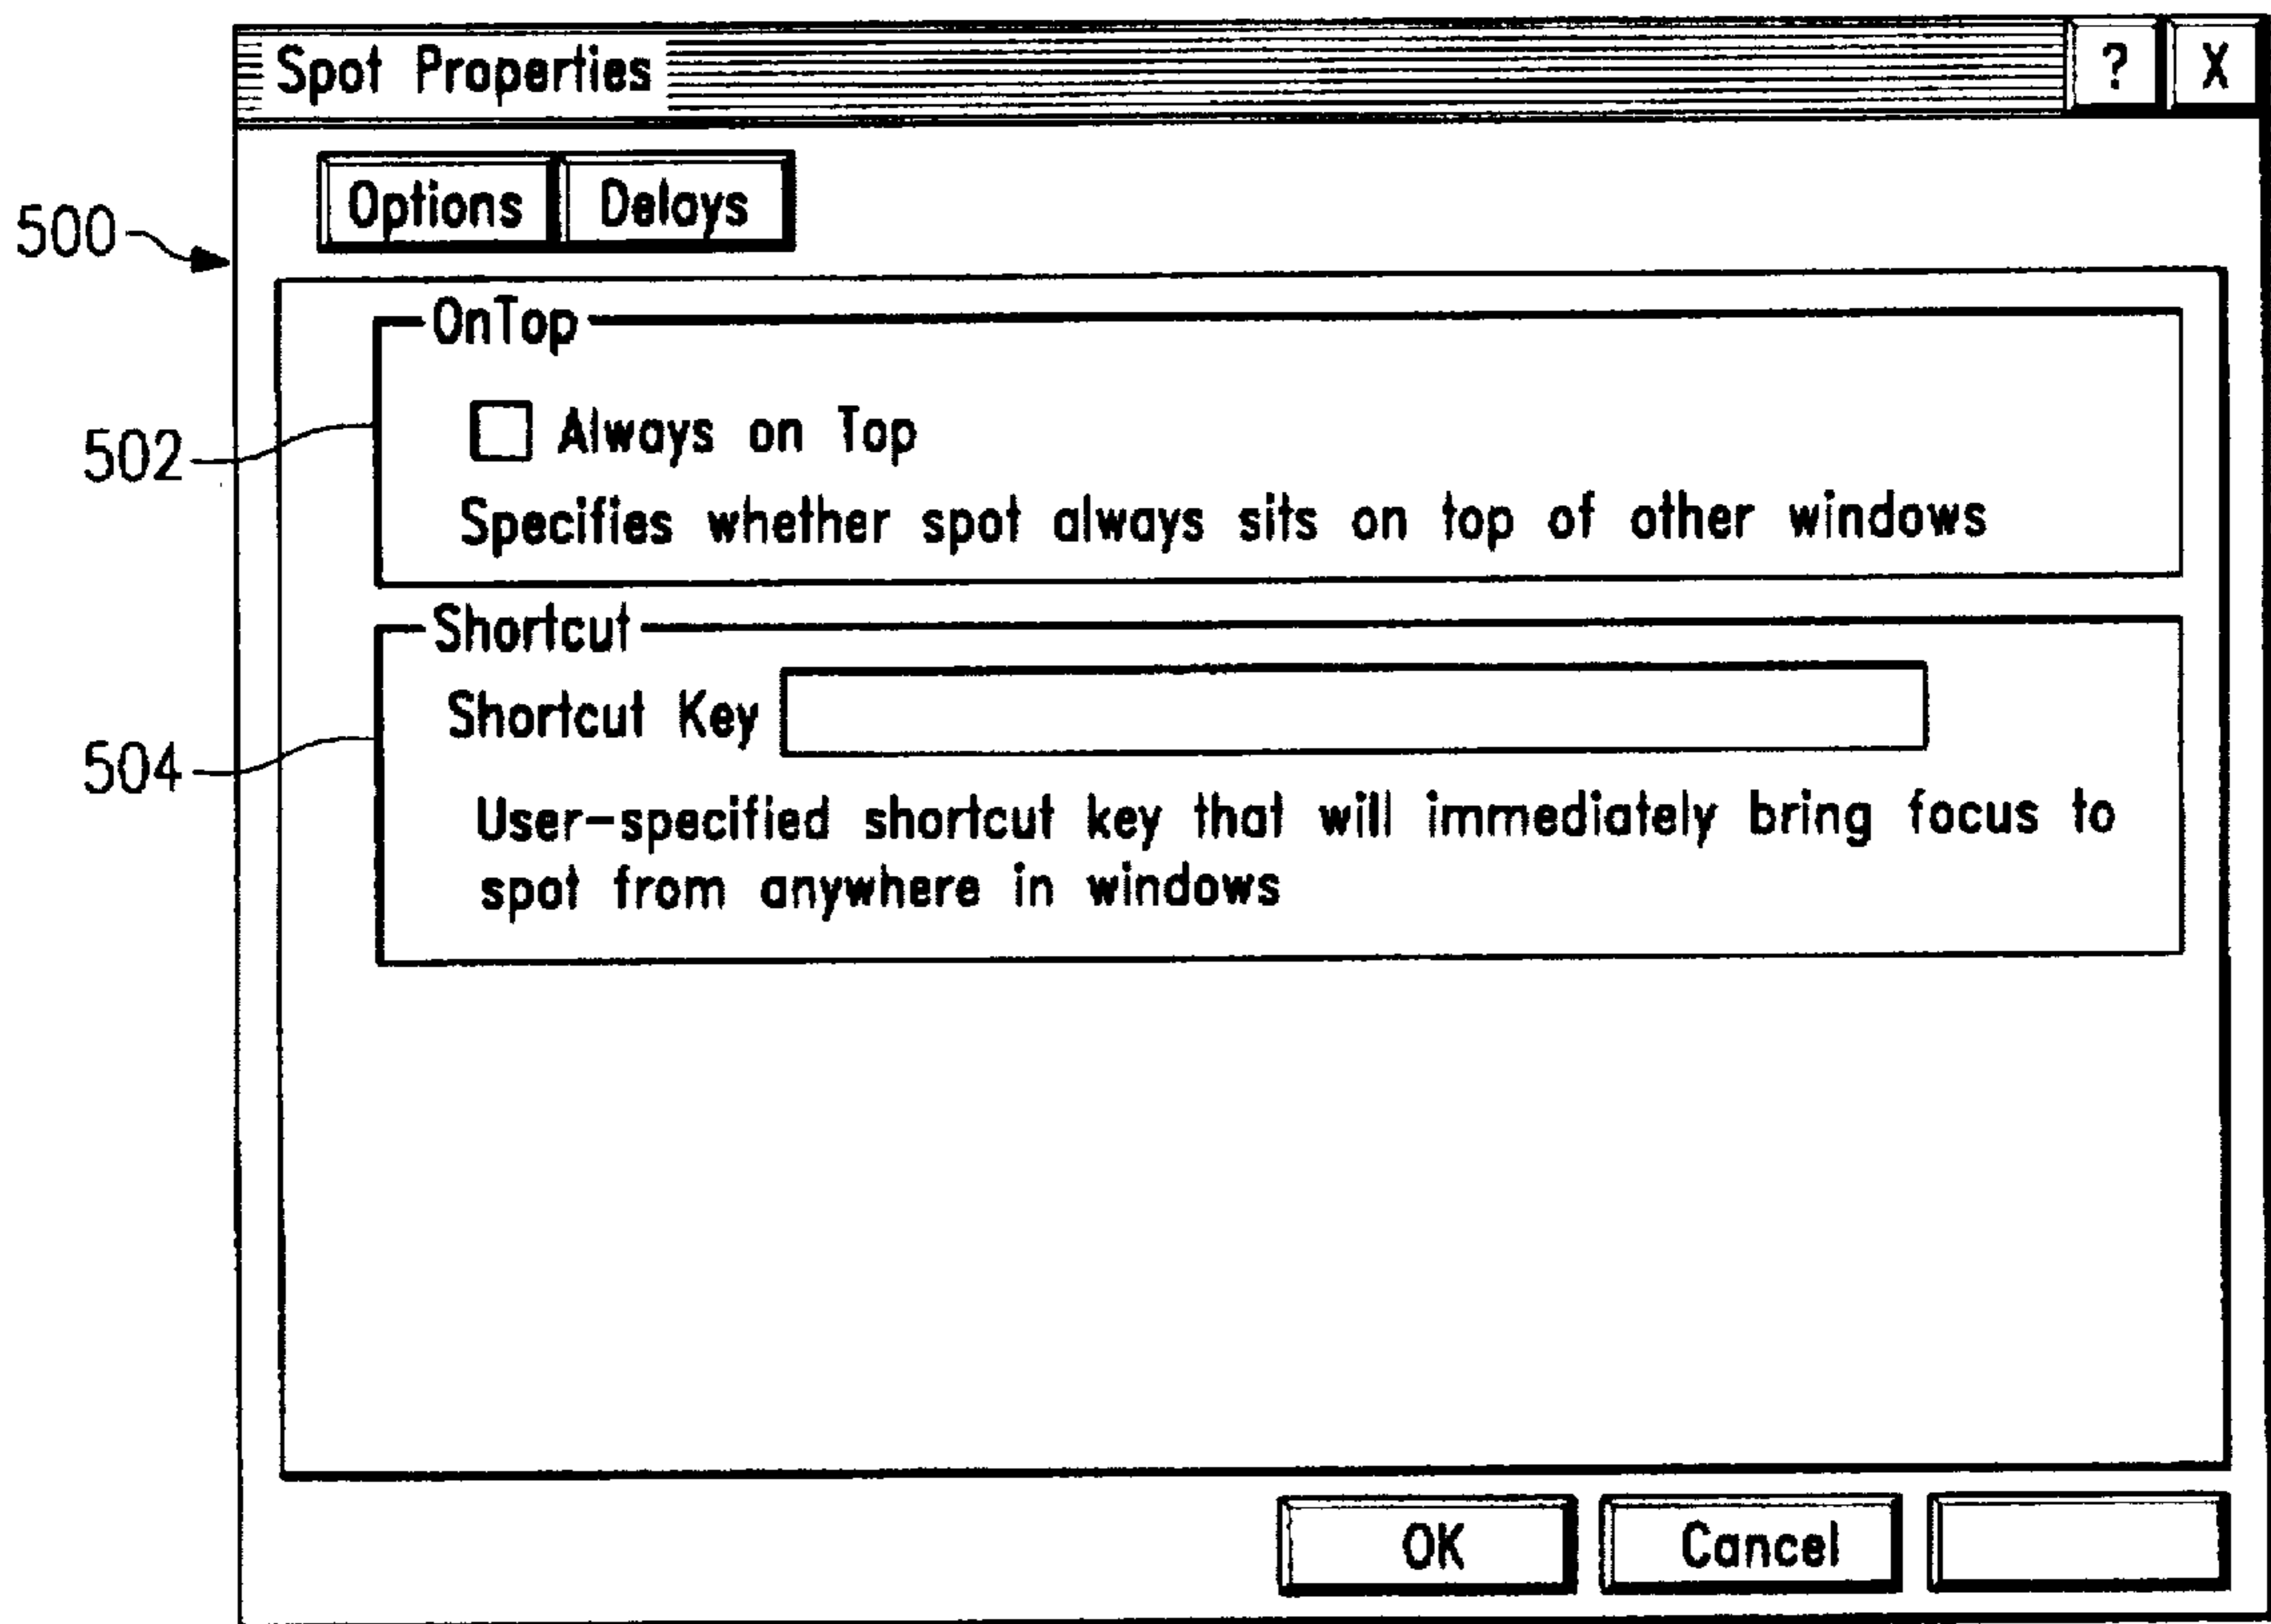 Spot Properties ? X
Options Delays
500
OnTop
Always on Top
502
Specifies whether spot always sits on top of other windows
Shortcut
Shortcut Key
504
User-specified shortcut key that will immediately bring focus to
spot from anywhere in windows
OK Cancel